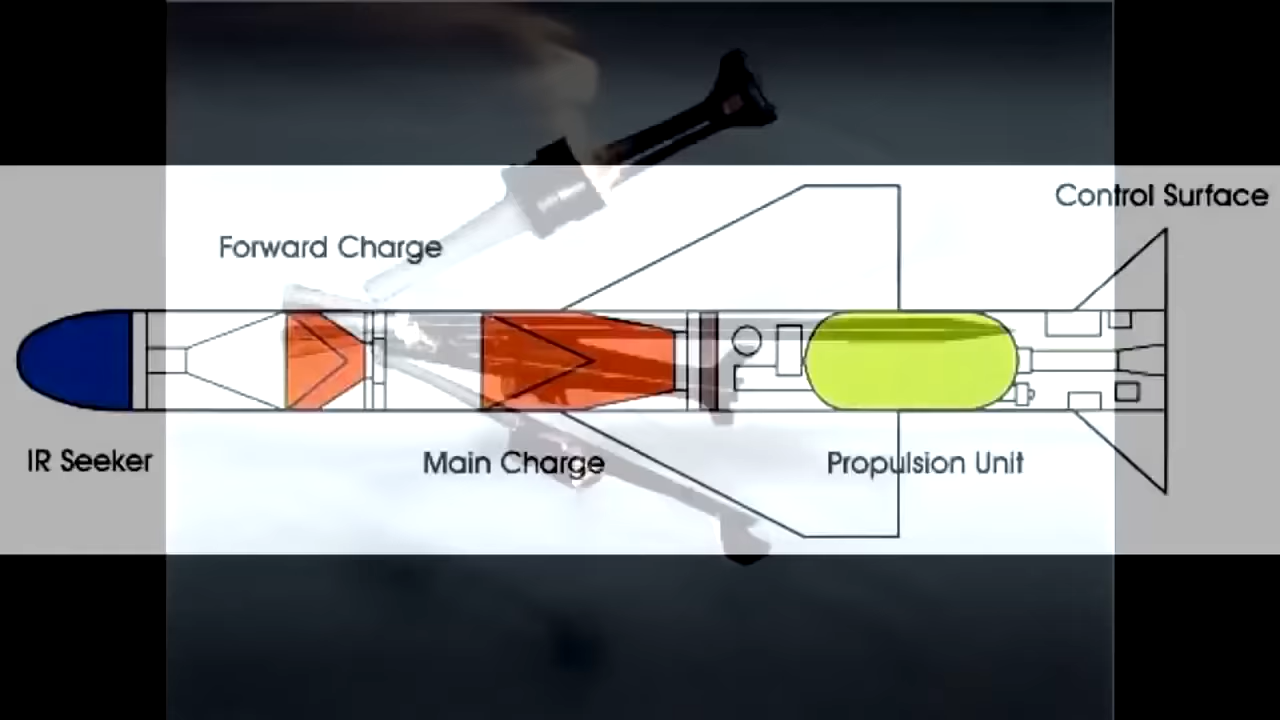 Control Surface
Forward Charge
IR Seeker
Main Charge
Propulsion Unit